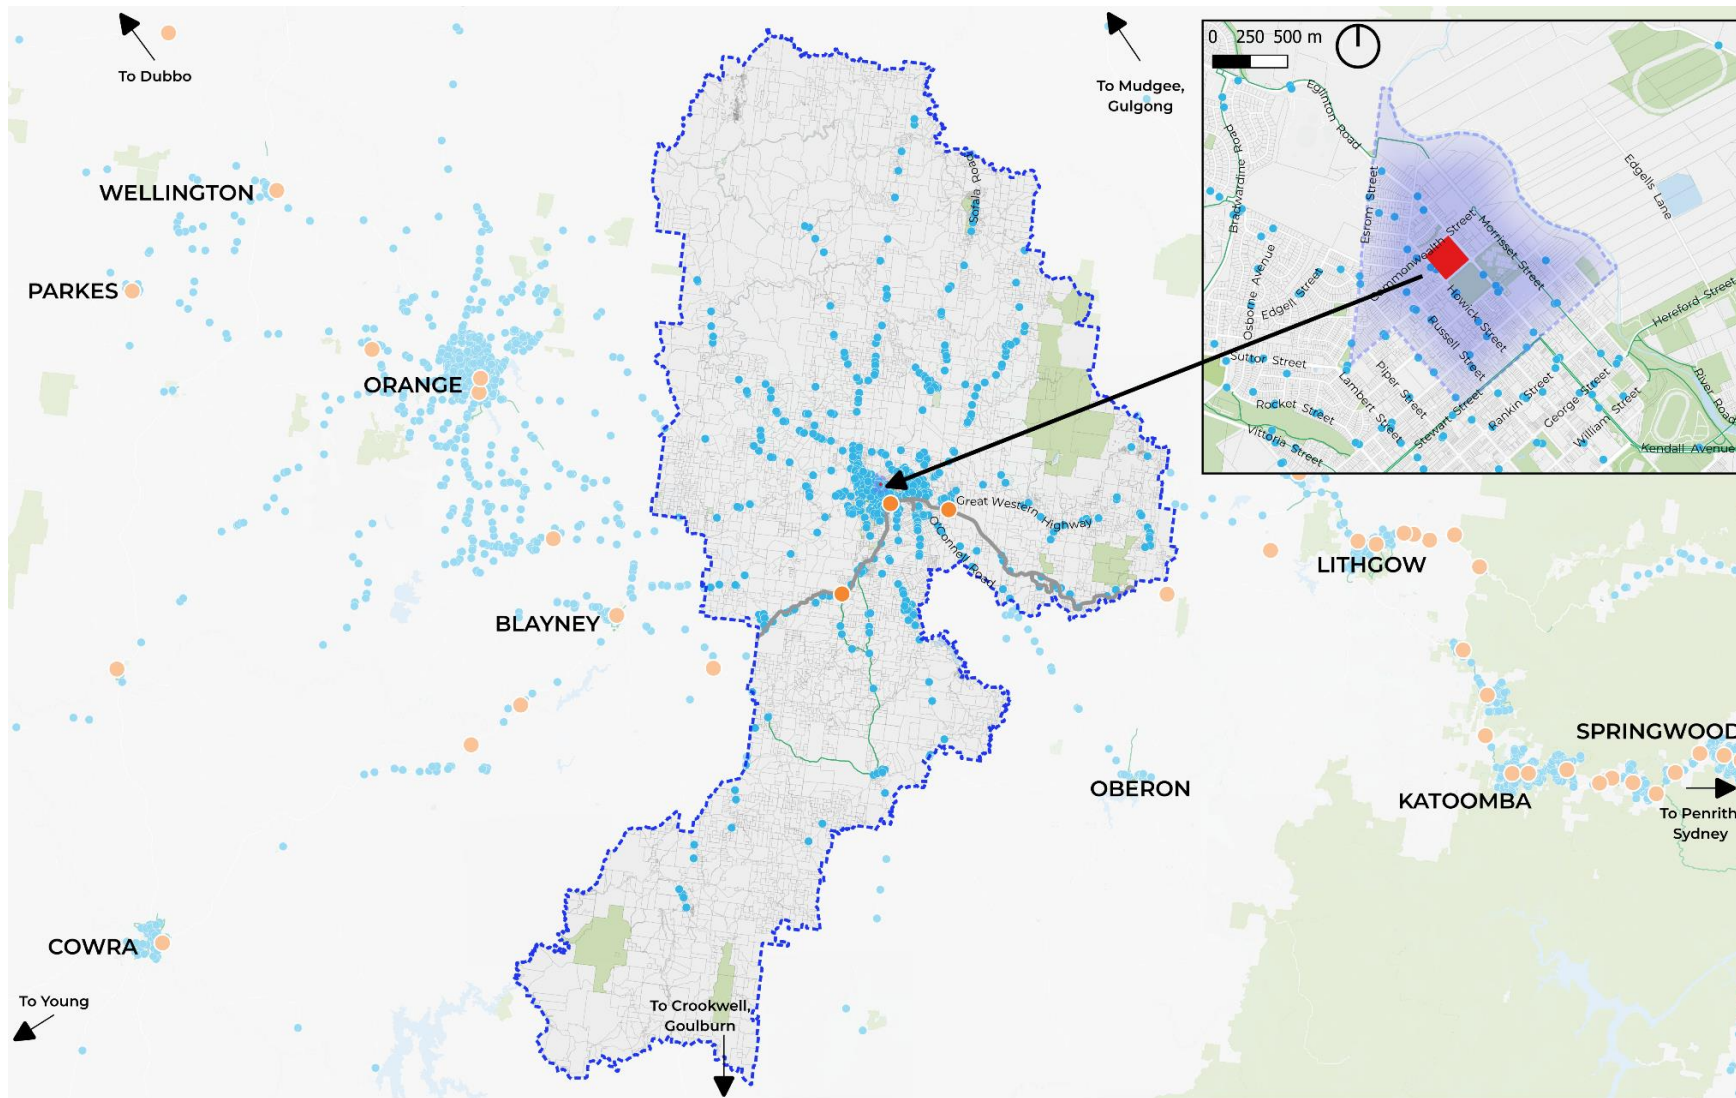 To Dubbo
To Mudgee,
Gulgong
0 250 500 m
Eglinton Road
Bradwardine Road
Esrom Street
Edgells Lane
Commonwealth Street
Morrisset Street
Osborne Avenue
Edgell Street
Howick Street
Russell Street
Hereford Street
Suttor Street
Piper Street
Lambert Street
Rocket Street
Vittoria Street
Stewart Street
Rankin Street
George Street
William Street
River Road
Kendall Avenue
WELLINGTON
Sofala Road
PARKES
ORANGE
Great Western Highway
O'Connell Road
LITHGOW
BLAYNEY
SPRINGWOOD
OBERON
KATOOMBA
To Penrith,
Sydney
COWRA
To Young
To Crookwell,
Goulburn